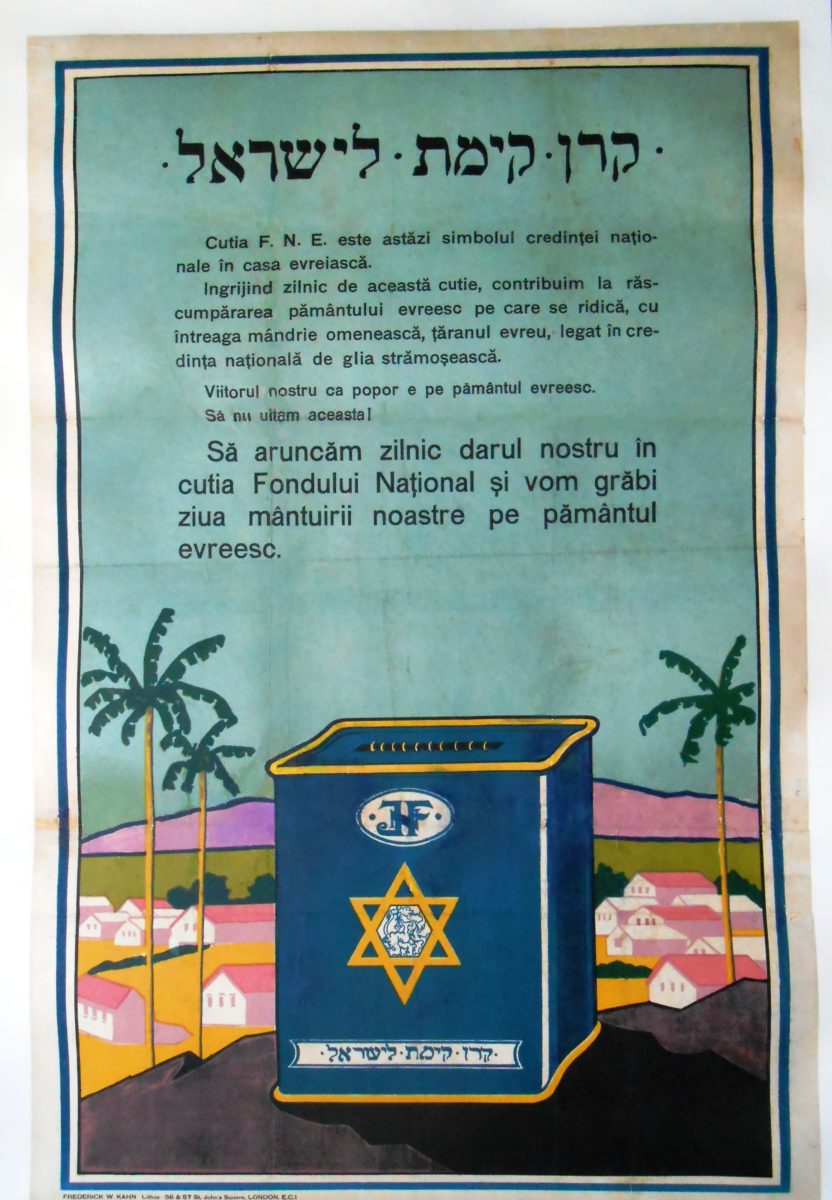 · קרן · קימת · לישראל ·
Cutia F. N. E. este astăzi simbolul credinței națio-
nale în casa evreiască.
Ingrijind zilnic de această cutie, contribuim la răs-
cumpărarea pământului evreesc pe care se ridică, cu
întreaga mândrie omenească, țăranul evreu, legat în cre-
dința națională de glia strămoșească.
Viitorul nostru ca popor e pe pământul evreesc.
Să nu uităm aceasta!
Să aruncăm zilnic darul nostru în
cutia Fondului Național și vom grăbi
ziua mântuirii noastre pe pământul
evreesc.
· JNF ·
· קרן · קימת · לישראל ·
FREDERICK W KAHN Lithos 56 & 57 St. John's Square, LONDON, E.C.1